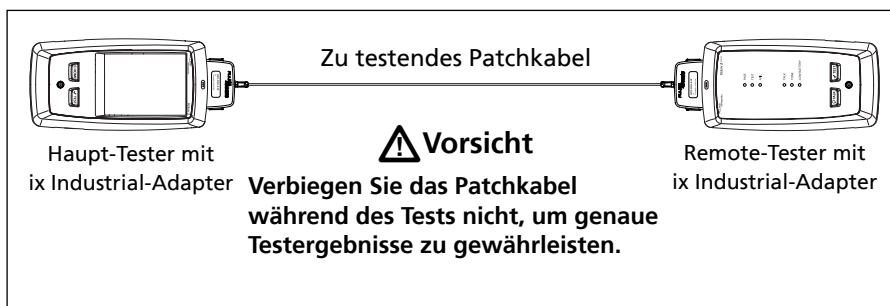 Zu testendes Patchkabel
Haupt-Tester mit
ix Industrial-Adapter
Vorsicht
Verbiegen Sie das Patchkabel
während des Tests nicht, um genaue
Testergebnisse zu gewährleisten.
Remote-Tester mit
ix Industrial-Adapter